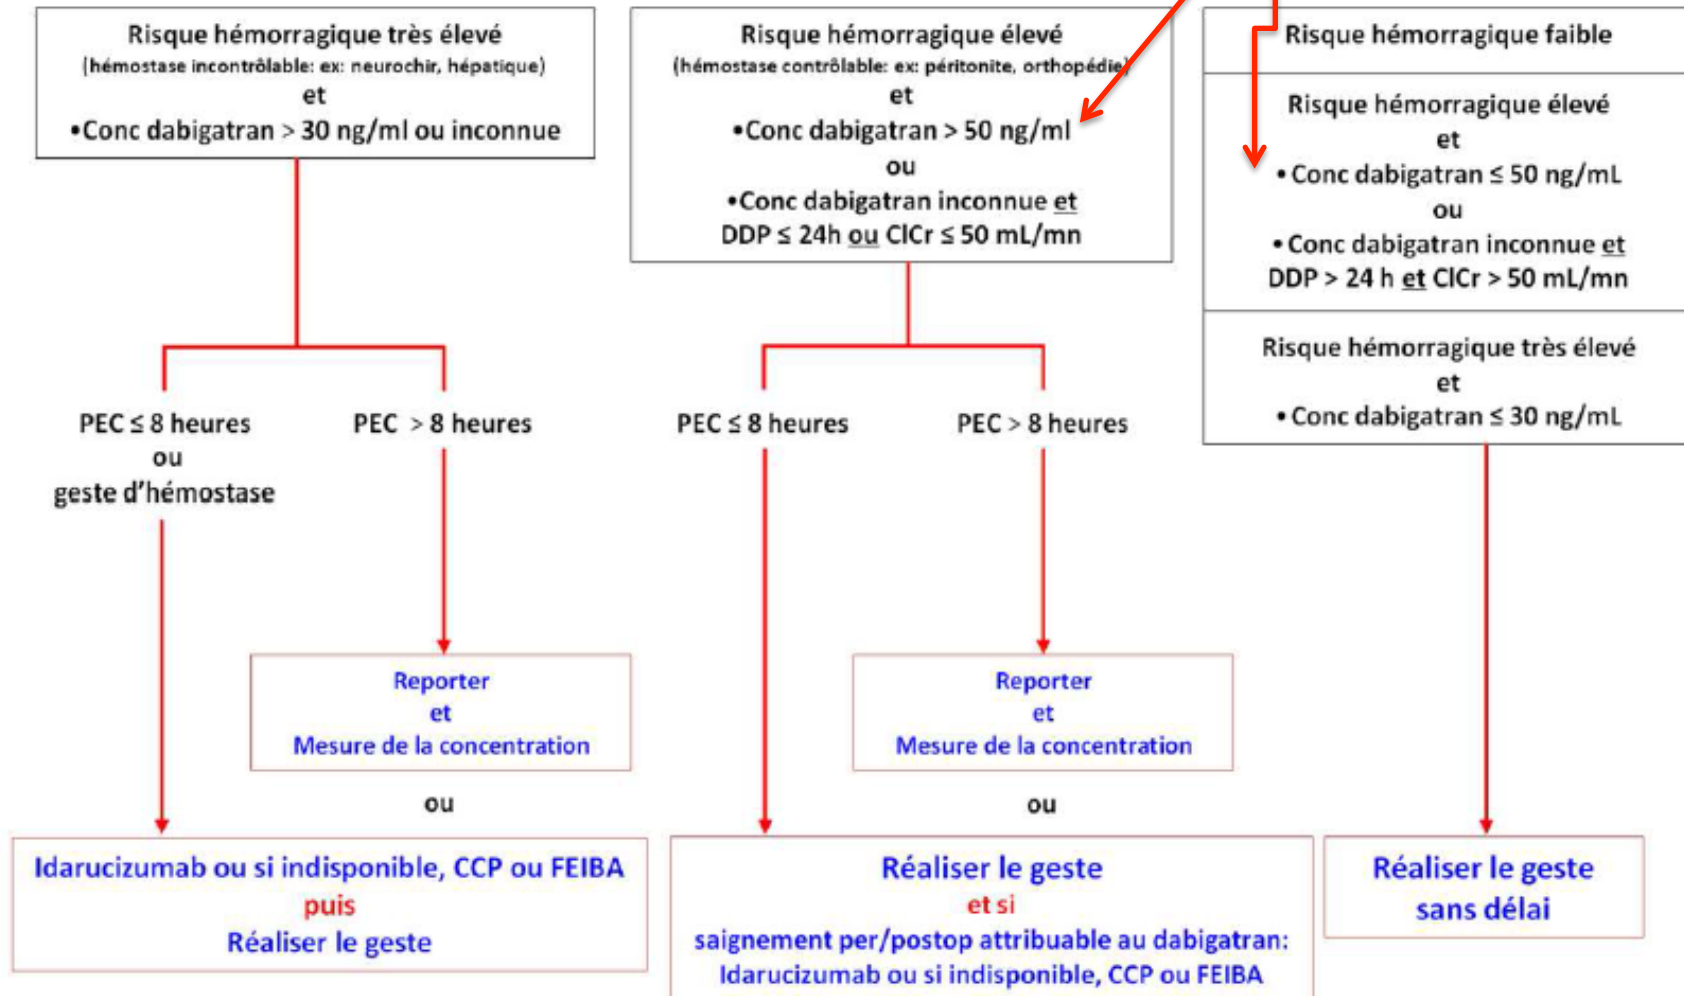 Risque hémorragique très élevé
(hémostase incontrôlable: ex: neurochir, hépatique)
et
•Conc dabigatran > 30 ng/ml ou inconnue
Risque hémorragique élevé
(hémostase contrôlable: ex: péritonite, orthopédie)
et
•Conc dabigatran > 50 ng/ml
ou
•Conc dabigatran inconnue et
DDP ≤ 24h ou ClCr ≤ 50 mL/mn
Risque hémorragique faible
Risque hémorragique élevé
et
• Conc dabigatran ≤ 50 ng/mL
ou
• Conc dabigatran inconnue et
DDP > 24 h et ClCr > 50 mL/mn
Risque hémorragique très élevé
et
• Conc dabigatran ≤ 30 ng/mL
PEC ≤ 8 heures
ou
geste d'hémostase
PEC > 8 heures
PEC ≤ 8 heures
PEC > 8 heures
Reporter
et
Mesure de la concentration
ou
Reporter
et
Mesure de la concentration
ou
Idarucizumab ou si indisponible, CCP ou FEIBA
puis
Réaliser le geste
Réaliser le geste
et si
saignement per/postop attribuable au dabigatran:
Idarucizumab ou si indisponible, CCP ou FEIBA
Réaliser le geste
sans délai